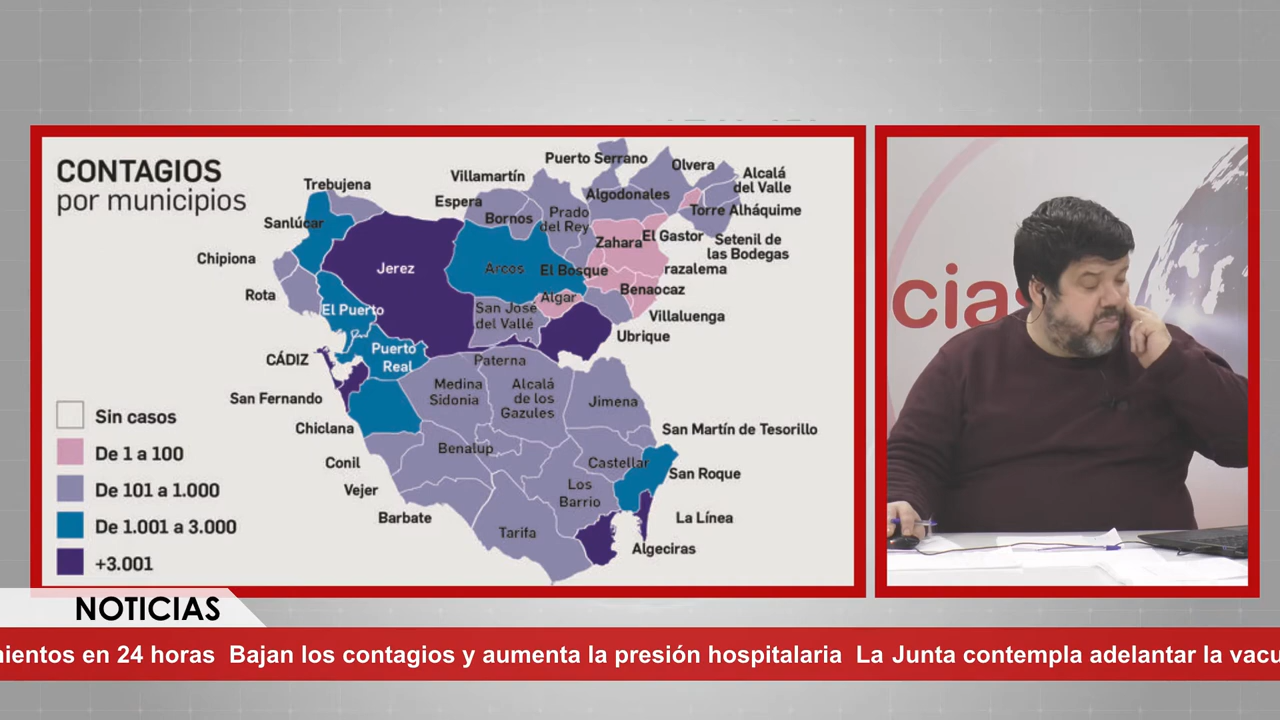 CONTAGIOS
por municipios
Trebujena
Sanlúcar
Chipiona
Rota
CÁDIZ
San Fernando
Chiclana
Conil
Vejer
Barbate
Jerez
El Puerto
Puerto
Real
Espera
Villamartín
Bornos
Puerto Serrano
Prado
del Rey
Algodonales
Olvera
Alcalá
del Valle
Torre Alháquime
Setenil de
las Bodegas
Zahara
El Gastor
Arcos
El Bosque
razalema
Benaocaz
Villaluenga
Ubrique
Algar
San José
del Vallé
Paterna
Medina
Sidonia
Alcalá
de los
Gazules
Jimena
San Martín de Tesorillo
Benalup
Castellar
San Roque
Los
Barrio
La Línea
Tarifa
Algeciras
Sin casos
De 1 a 100
De 101 a 1.000
De 1.001 a 3.000
+3.001
cias
NOTICIAS
mientos en 24 horas Bajan los contagios y aumenta la presión hospitalaria La Junta contempla adelantar la vacu